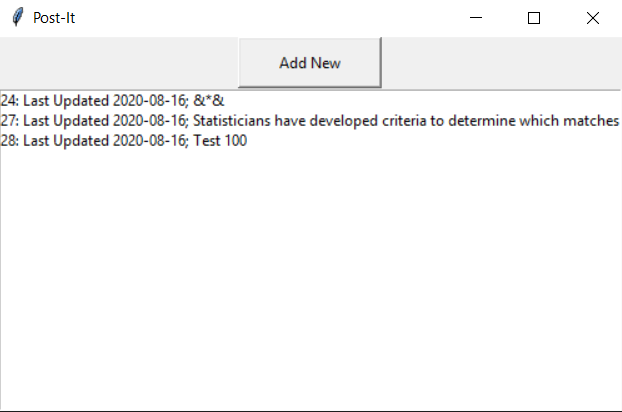 Post-It
Add New
24: Last Updated 2020-08-16; &*&
27: Last Updated 2020-08-16; Statisticians have developed criteria to determine which matches
28: Last Updated 2020-08-16; Test 100